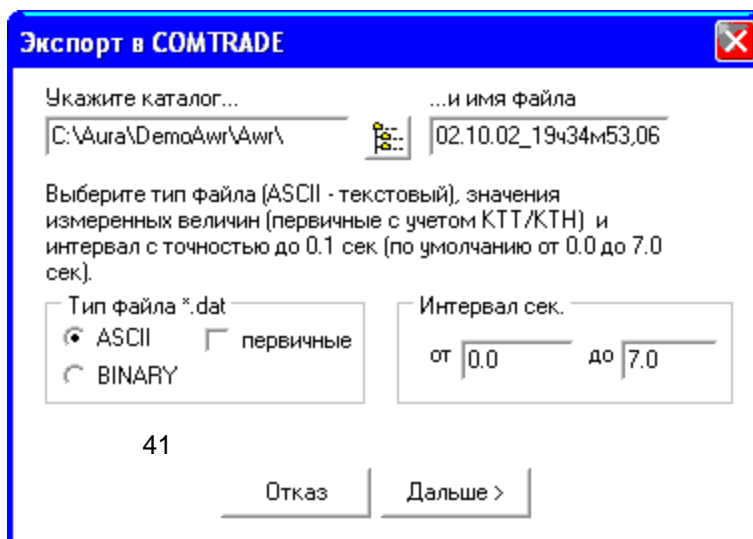 Экспорт в COMTRADE
Укажите каталог... ...и имя файла
C:\Aura\DemoAwr\Awr\ 02.10.02_19ч34м53,06
Выберите тип файла (ASCII - текстовый), значения
измеренных величин (первичные с учетом КТТ/КТН) и
интервал с точностью до 0.1 сек (по умолчанию от 0.0 до 7.0
сек).
Тип файла *.dat Интервал сек.
ASCII первичные от 0.0 до 7.0
BINARY
41
Отказ Дальше >